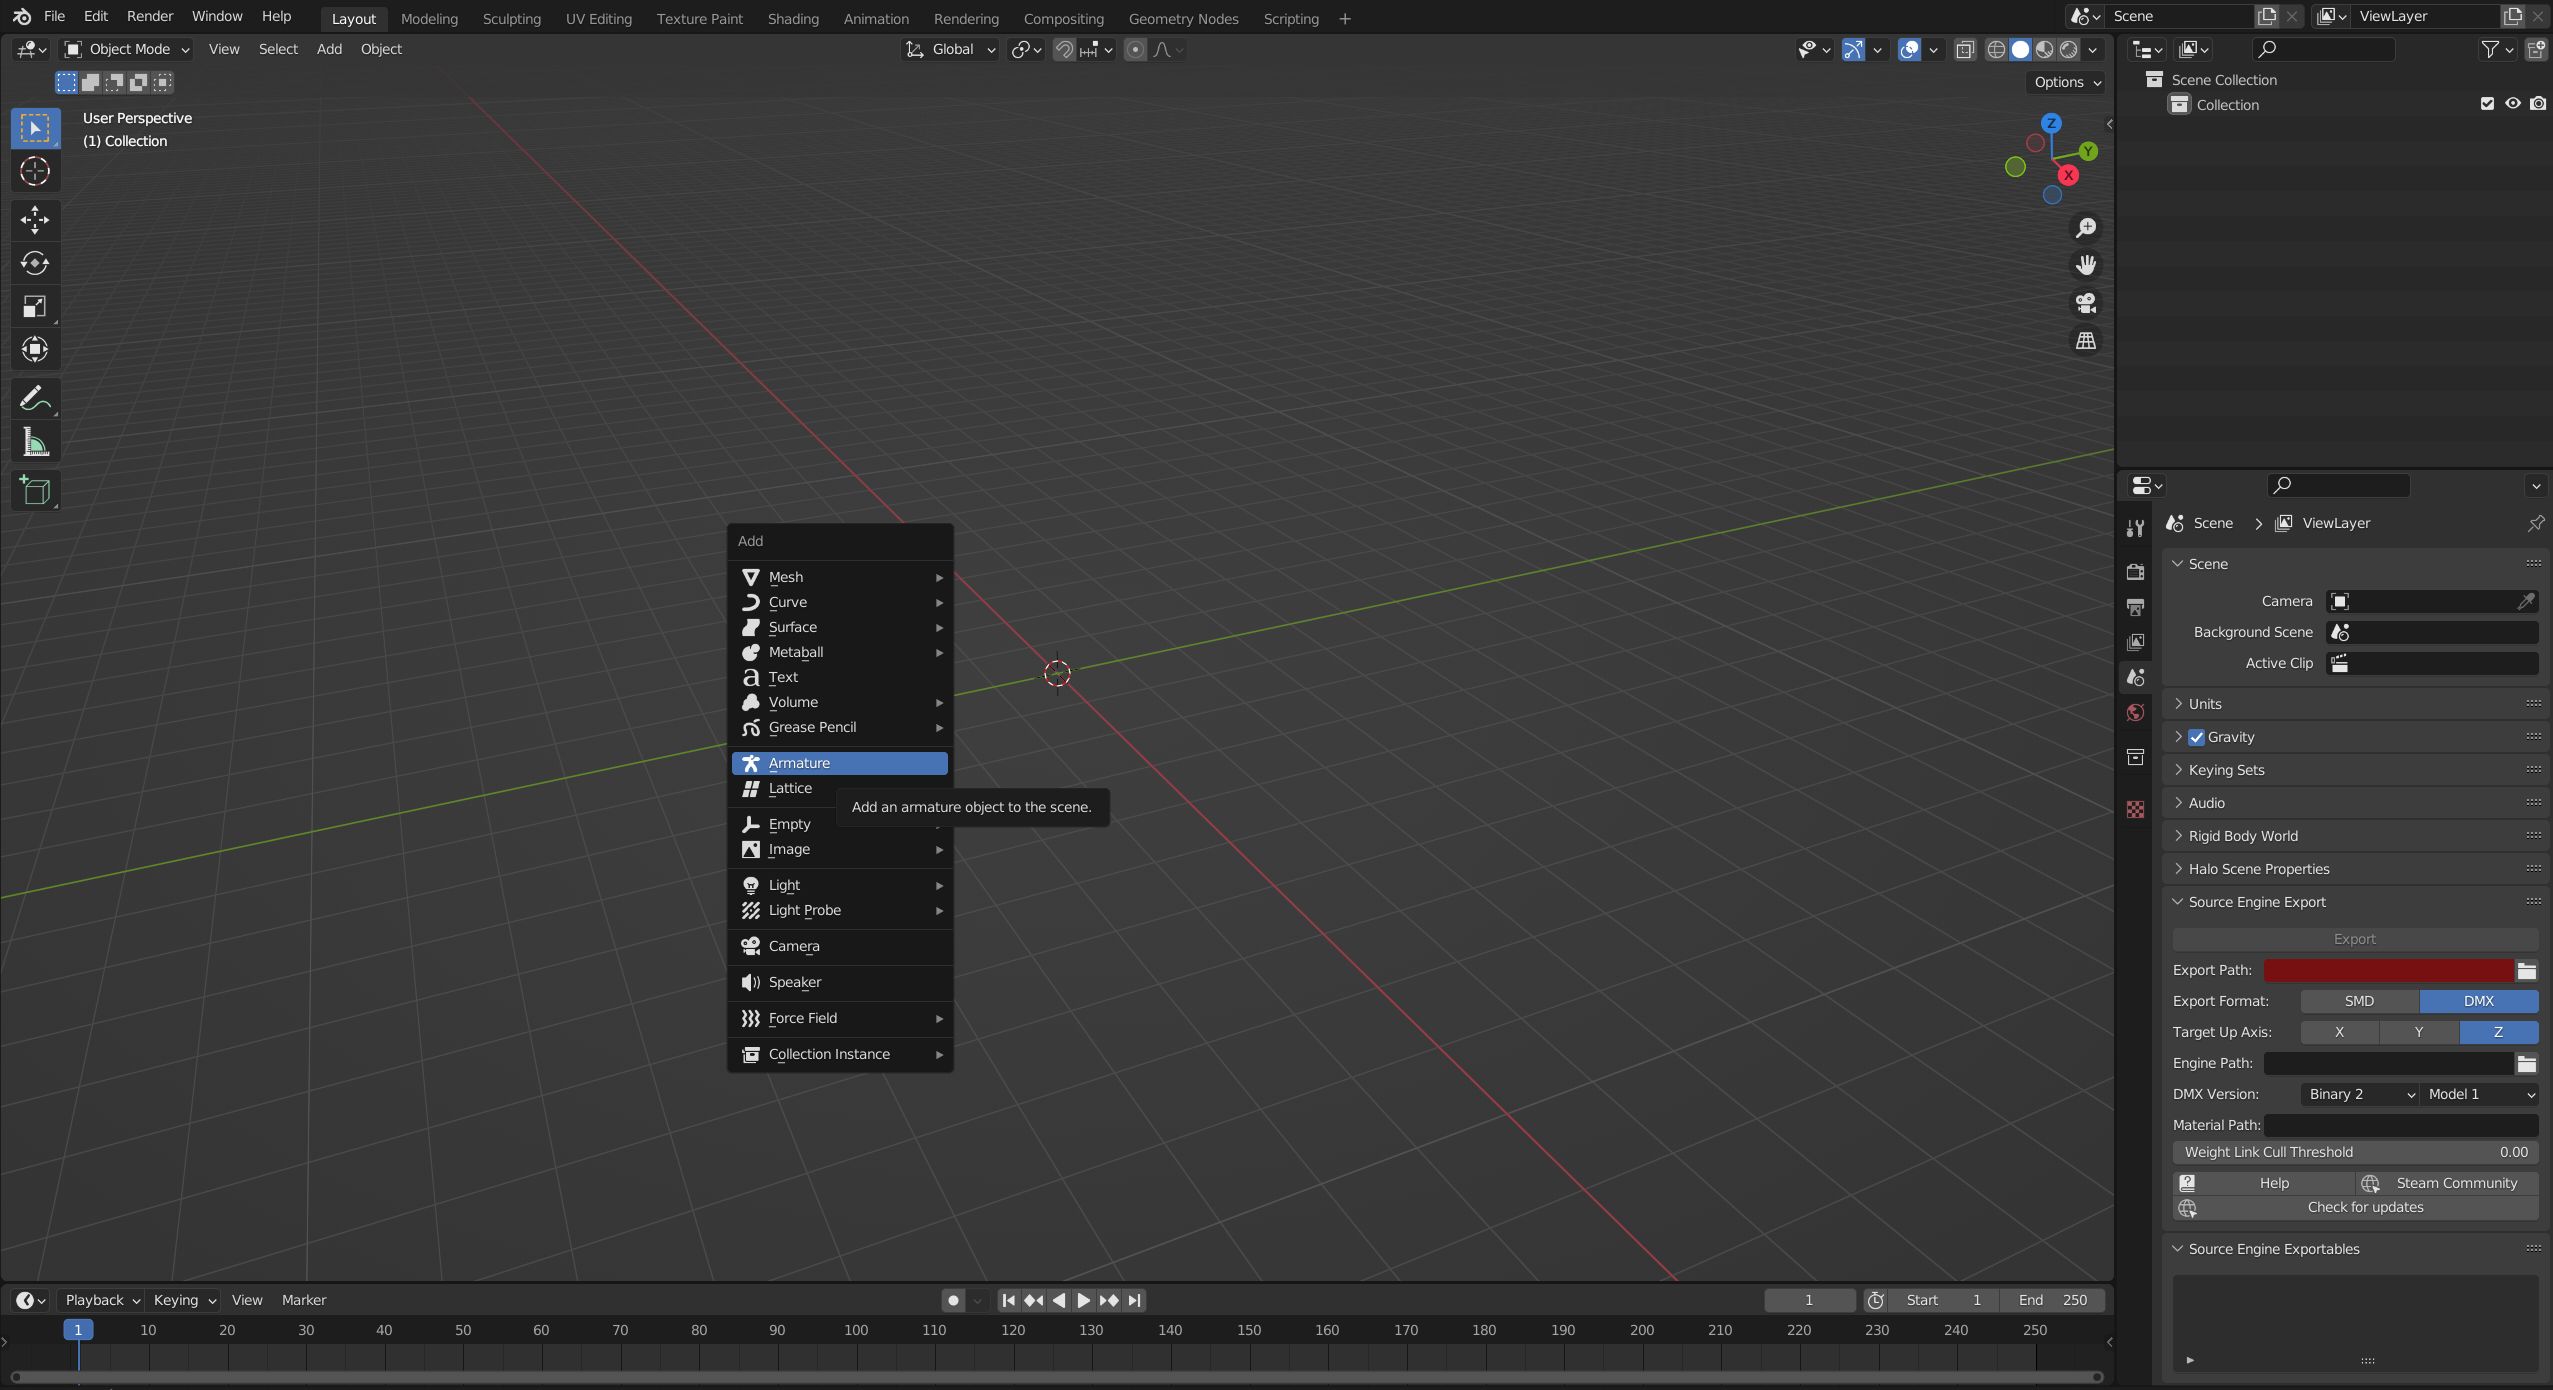 File Edit Render Window Help Layout Modeling Sculpting UV Editing Texture Paint Shading Animation Rendering Compositing Geometry Nodes Scripting + Scene ViewLayer
Object Mode View Select Add Object Global
Options
User Perspective
(1) Collection
Z
Y
X
Add
Mesh
Curve
Surface
Metaball
Text
Volume
Grease Pencil
Armature
Lattice
Add an armature object to the scene.
Empty
Image
Light
Light Probe
Camera
Speaker
Force Field
Collection Instance
Scene Collection
Collection
Scene > ViewLayer
Scene
Camera
Background Scene
Active Clip
Units
Gravity
Keying Sets
Audio
Rigid Body World
Halo Scene Properties
Source Engine Export
Export
Export Path:
Export Format: SMD DMX
Target Up Axis: X Y Z
Engine Path:
DMX Version: Binary 2 Model 1
Material Path:
Weight Link Cull Threshold 0.00
Help Steam Community
Check for updates
Source Engine Exportables
Playback Keying View Marker 1 Start 1 End 250
1 10 20 30 40 50 60 70 80 90 100 110 120 130 140 150 160 170 180 190 200 210 220 230 240 250